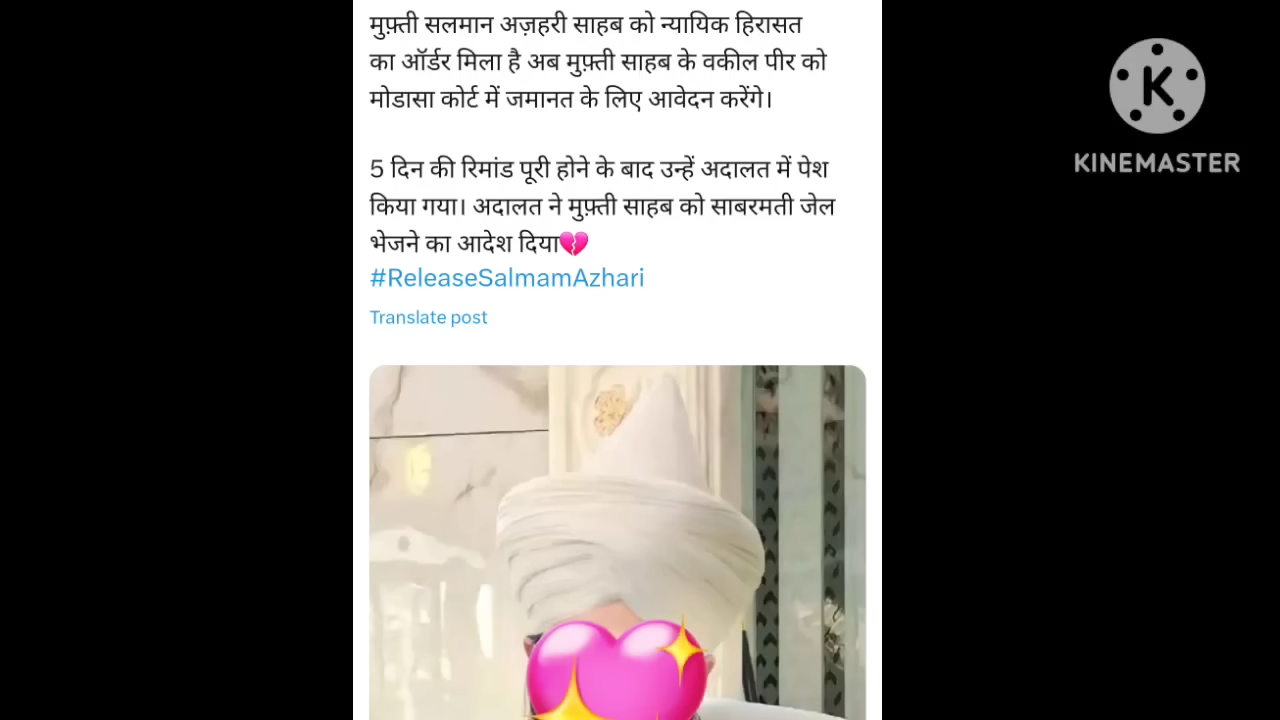 मुफ़्ती सलमान अज़हरी साहब को न्यायिक हिरासत
का ऑर्डर मिला है अब मुफ़्ती साहब के वकील पीर को
मोडासा कोर्ट में जमानत के लिए आवेदन करेंगे।
5 दिन की रिमांड पूरी होने के बाद उन्हें अदालत में पेश
किया गया। अदालत ने मुफ़्ती साहब को साबरमती जेल
भेजने का आदेश दिया💔
#ReleaseSalmamAzhari
Translate post
KINEMASTER